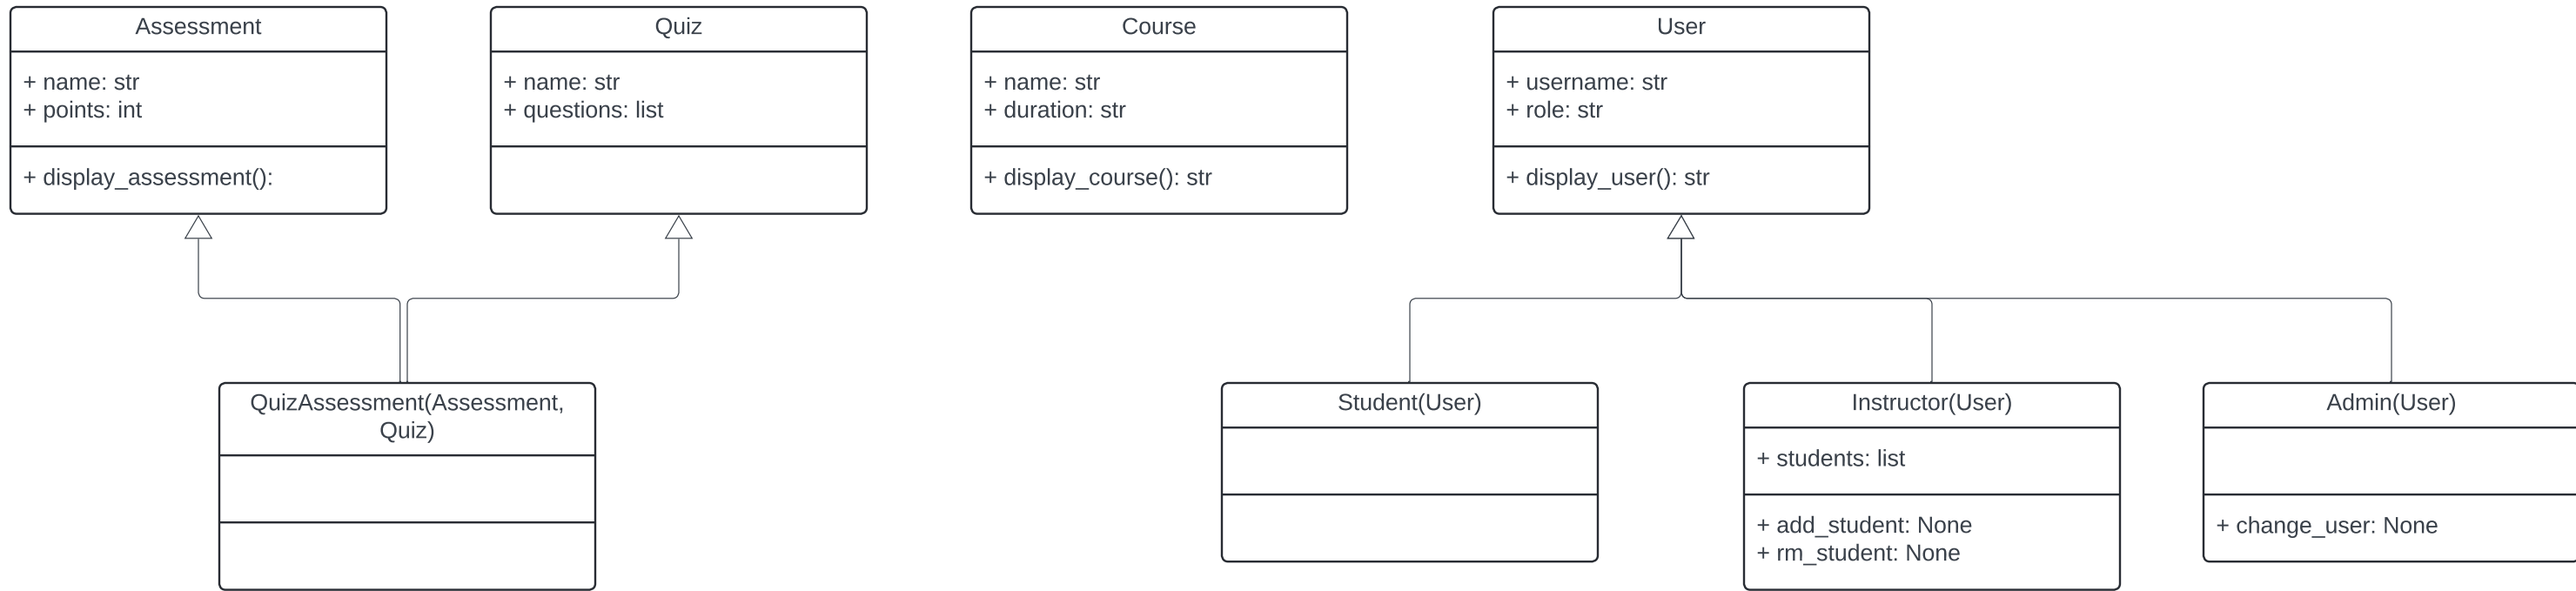 Assessment
+ name: str
+ points: int
+ display_assessment():
Quiz
+ name: str
+ questions: list
Course
+ name: str
+ duration: str
+ display_course(): str
User
+ username: str
+ role: str
+ display_user(): str
QuizAssessment(Assessment,
Quiz)
Student(User)
Instructor(User)
+ students: list
+ add_student: None
+ rm_student: None
Admin(User)
+ change_user: None